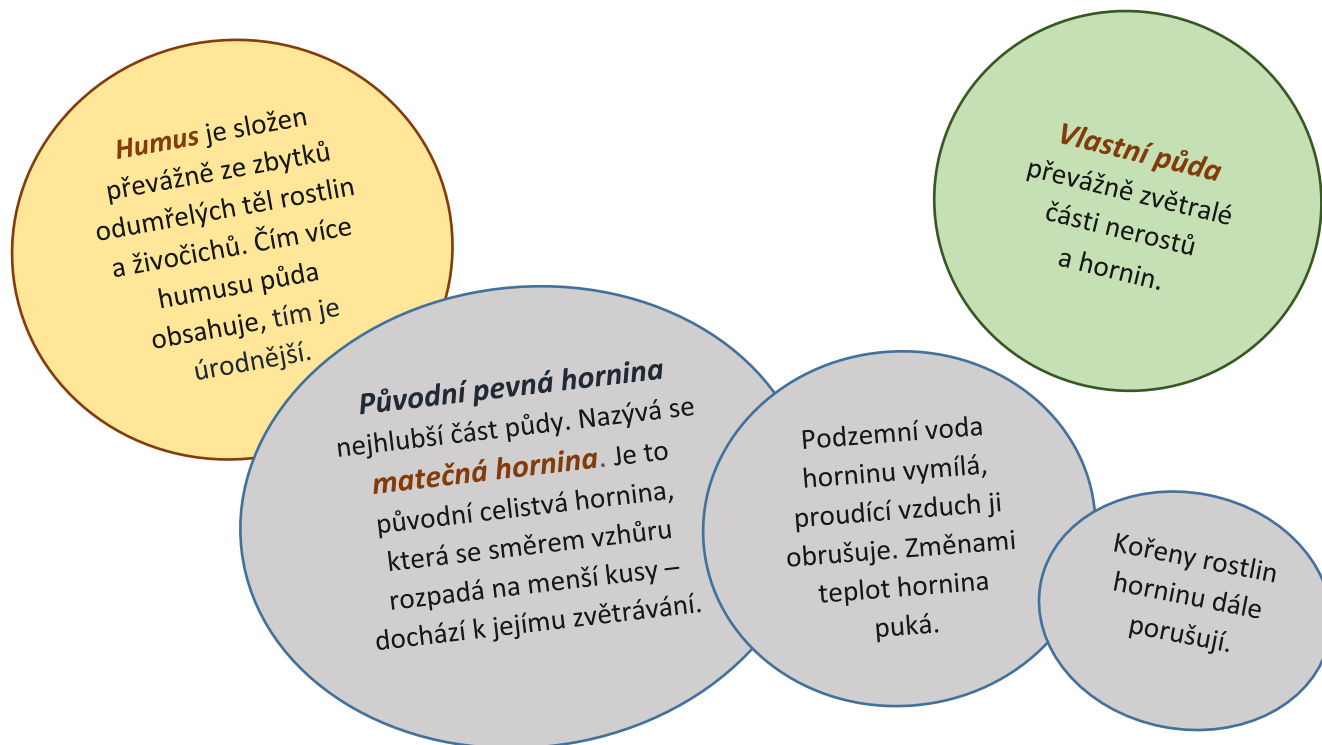 Humus je složen
převážně ze zbytků
odumřelých těl rostlin
a živočichů. Čím více
humusu půda
obsahuje, tím je
úrodnější.
Vlastní půda
převážně zvětralé
části nerostů
a hornin.
Původní pevná hornina
nejhlubší část půdy. Nazývá se
matečná hornina. Je to
původní celistvá hornina,
která se směrem vzhůru
rozpadá na menší kusy –
dochází k jejímu zvětrávání.
Podzemní voda
horninu vymílá,
proudící vzduch ji
obrušuje. Změnami
teplot hornina
puká.
Kořeny rostlin
horninu dále
porušují.